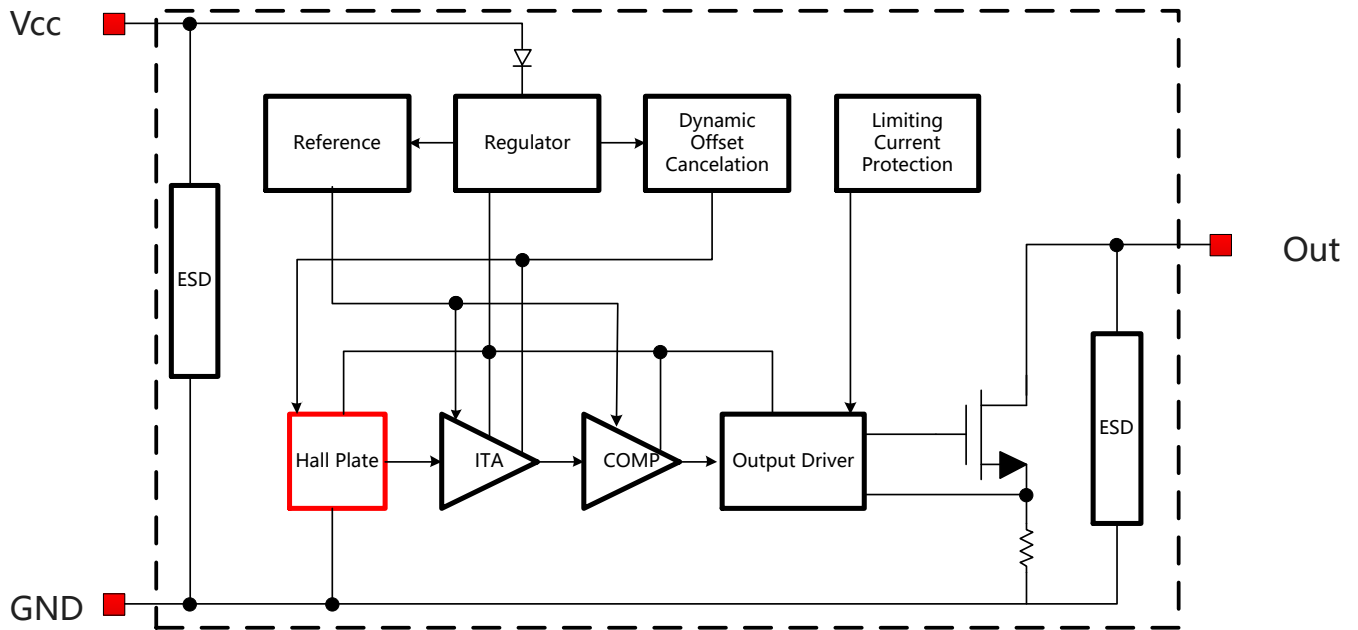 Vcc
Reference
Regulator
Dynamic
Offset
Cancelation
Limiting
Current
Protection
ESD
Out
Hall Plate
ITA
COMP
Output Driver
ESD
GND